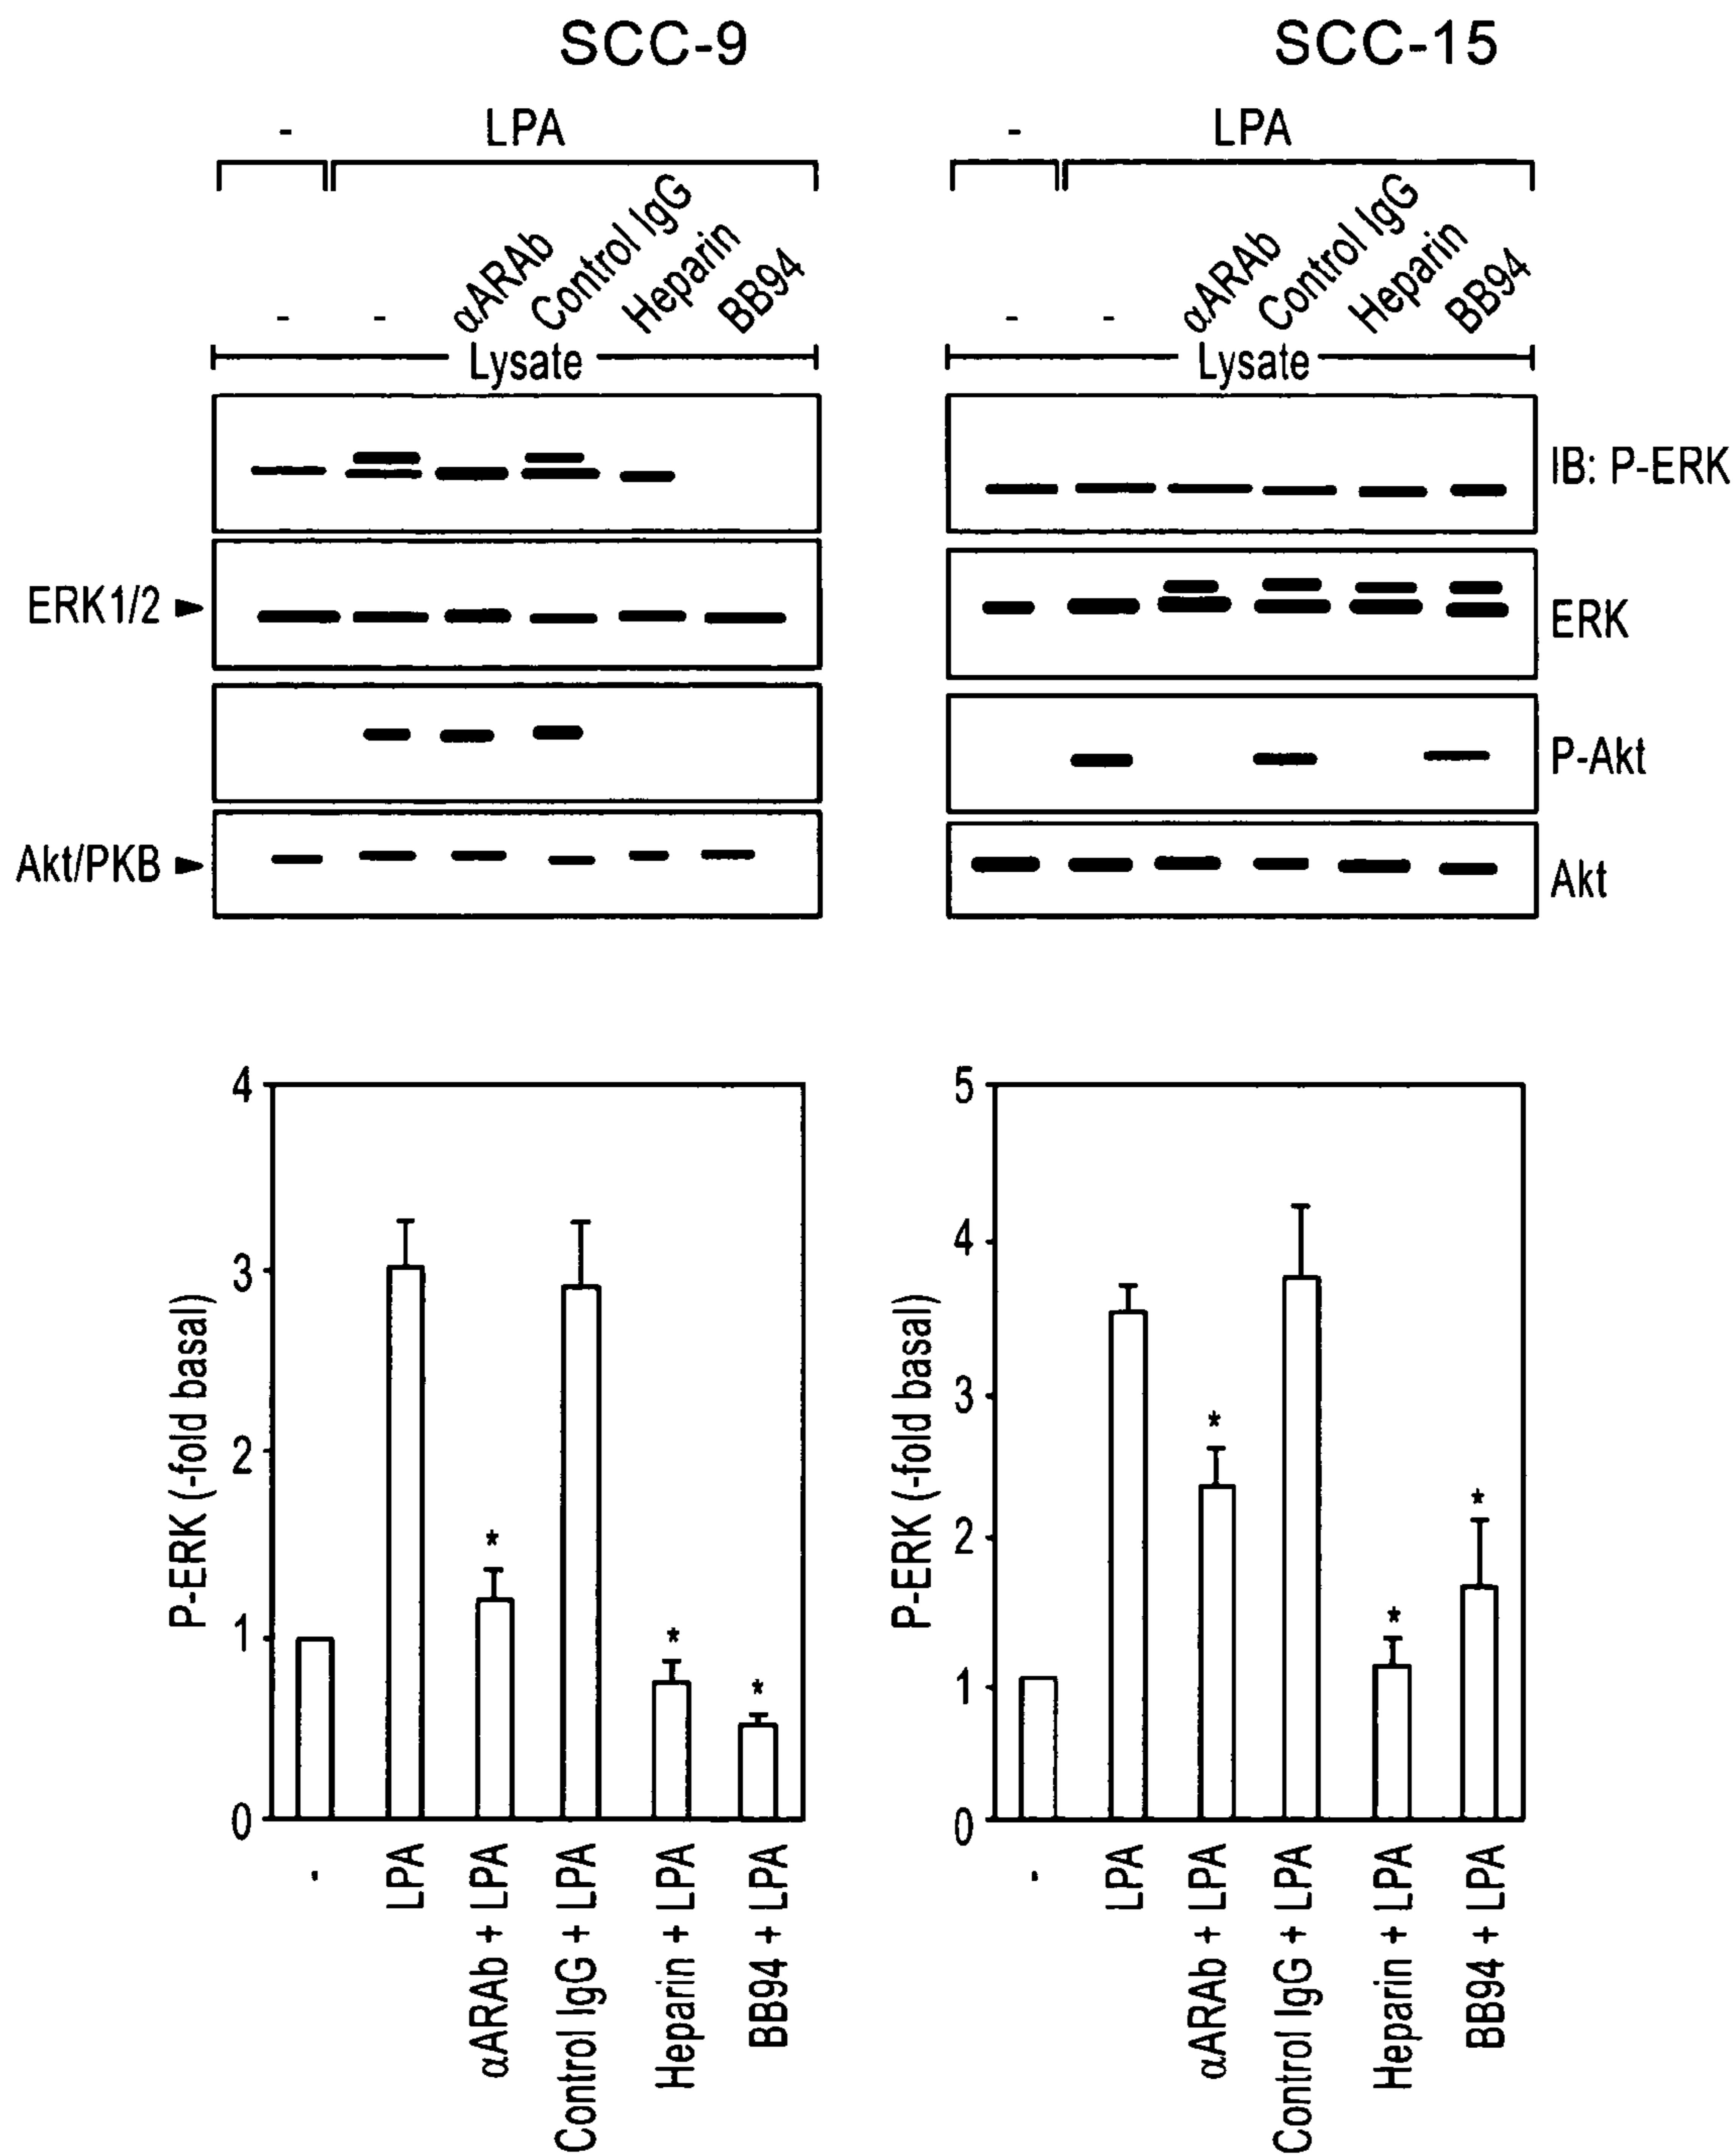 SCC-9
SCC-15
- LPA
- LPA
- - αARAb Control IgG Heparin BB94
- - αARAb Control IgG Heparin BB94
Lysate
Lysate
IB: P-ERK
ERK1/2
ERK
P-Akt
Akt/PKB
Akt
P-ERK (-fold basal)
4
3
2
1
0
*
*
*
-
LPA
αARAb + LPA
Control IgG + LPA
Heparin + LPA
BB94 + LPA
P-ERK (-fold basal)
5
4
3
2
1
0
*
*
*
-
LPA
αARAb + LPA
Control IgG + LPA
Heparin + LPA
BB94 + LPA